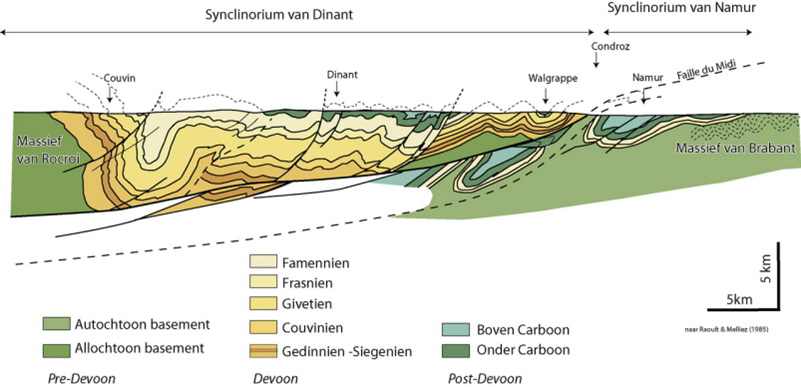 Synclinorium van Dinant
Synclinorium van Namur
Condroz
Couvin
Dinant
Walgrappe
Namur
Faille du Midi
Massief
van Rocroi
Massief van Brabant
Famennien
Frasnien
Givetien
Couvinien
Gedinnien -Siegenien
Autochtoon basement
Allochtoon basement
Boven Carboon
Onder Carboon
Pre-Devoon
Devoon
Post-Devoon
5 km
5km
naar Raoult & Melliez (1985)